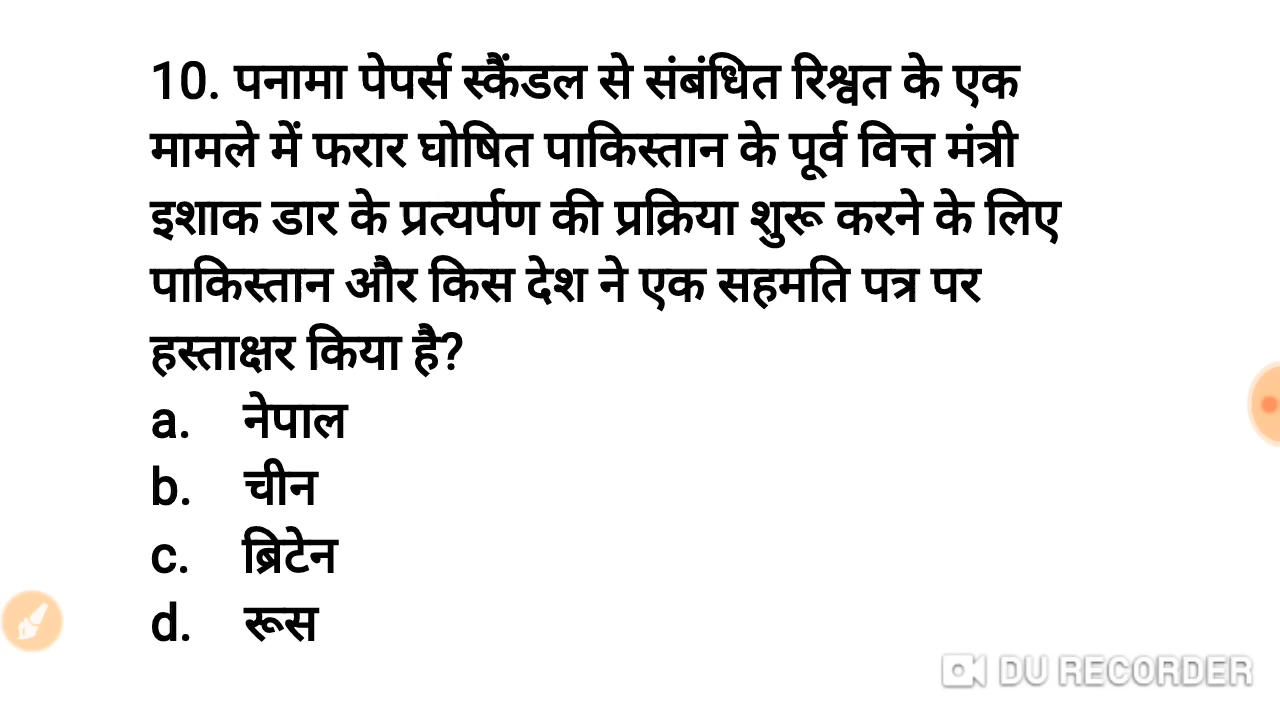 10. पनामा पेपर्स स्कैंडल से संबंधित रिश्वत के एक
मामले में फरार घोषित पाकिस्तान के पूर्व वित्त मंत्री
इशाक डार के प्रत्यर्पण की प्रक्रिया शुरू करने के लिए
पाकिस्तान और किस देश ने एक सहमति पत्र पर
हस्ताक्षर किया है?
a. नेपाल
b. चीन
c. ब्रिटेन
d. रूस
DU RECORDER